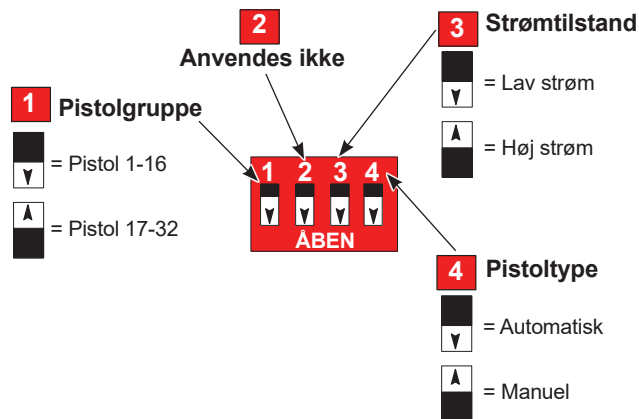 1 Pistolgruppe
= Pistol 1-16
= Pistol 17-32
2
Anvendes ikke
3 Strømtilstand
= Lav strøm
= Høj strøm
1 2 3 4
ÅBEN
4 Pistoltype
= Automatisk
= Manuel